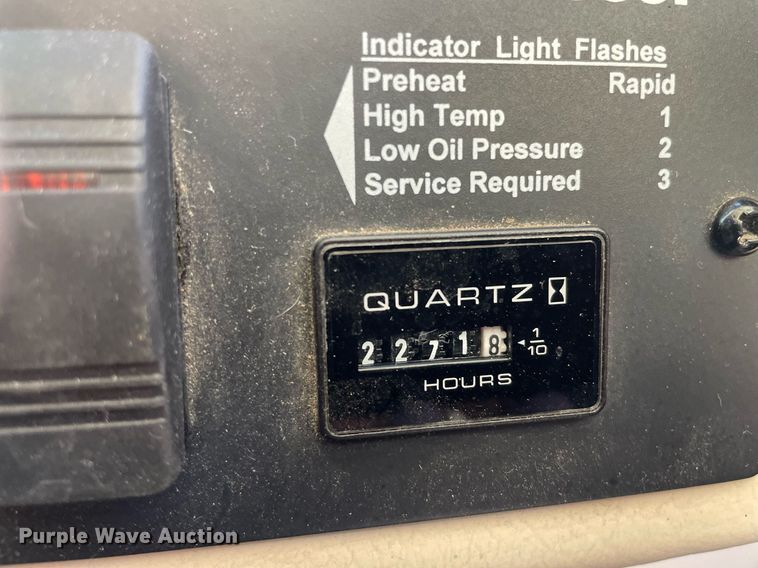 Indicator Light Flashes
Preheat Rapid
High Temp 1
Low Oil Pressure 2
Service Required 3
QUARTZ
2 2 7 1 8 1/10
HOURS
Purple Wave Auction